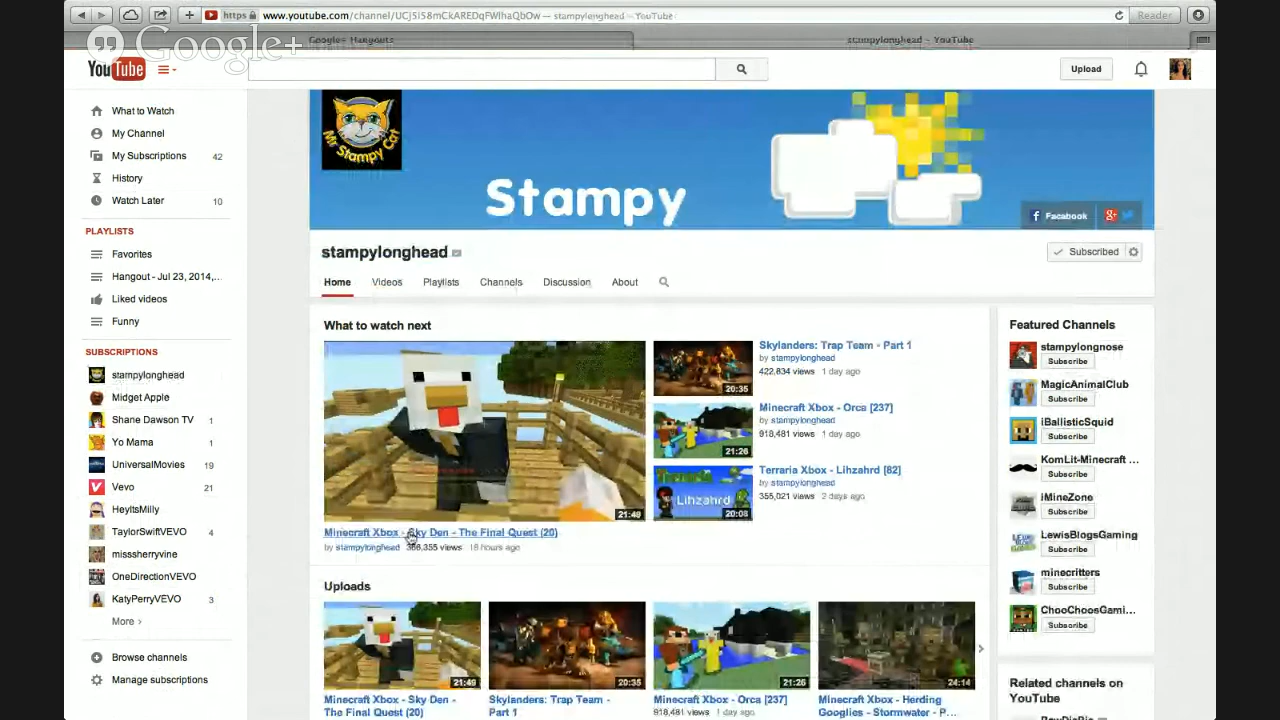 https www.youtube.com/channel/UCj5i58mCkAREDqFWlhaQbOw — stampylonghead — YouTube
Reader
Google+
Google+ Hangouts
stampylonghead - YouTube
YouTube
Upload
What to Watch
My Channel
My Subscriptions 42
History
Watch Later 10
PLAYLISTS
Favorites
Hangout - Jul 23, 2014,...
Liked videos
Funny
SUBSCRIPTIONS
stampylonghead
Midget Apple
Shane Dawson TV 1
Yo Mama 1
UniversalMovies 19
Vevo 21
HeyItsMilly
TaylorSwiftVEVO 4
misssherryvine
OneDirectionVEVO
KatyPerryVEVO 3
More ›
Browse channels
Manage subscriptions
Mr Stampy Cat
Stampy
Facebook
stampylonghead
Subscribed
Home Videos Playlists Channels Discussion About
What to watch next
21:49
Minecraft Xbox - Sky Den - The Final Quest (20)
by stampylonghead 366,355 views 18 hours ago
20:35
Skylanders: Trap Team - Part 1
by stampylonghead
422,834 views 1 day ago
21:26
Minecraft Xbox - Orca [237]
by stampylonghead
918,481 views 1 day ago
Terraria
Lihzahrd
20:08
Terraria Xbox - Lihzahrd [82]
by stampylonghead
355,021 views 2 days ago
Uploads
21:49
Minecraft Xbox - Sky Den -
The Final Quest (20)
20:35
Skylanders: Trap Team -
Part 1
21:26
Minecraft Xbox - Orca [237]
918,481 views 1 day ago
24:14
Minecraft Xbox - Herding
Googlies - Stormwater - P...
Featured Channels
stampylongnose
Subscribe
MagicAnimalClub
Subscribe
iBallisticSquid
Subscribe
KomLit-Minecraft ...
Subscribe
iMineZone
Subscribe
LewisBlogsGaming
Subscribe
minecritters
Subscribe
ChooChoosGami...
Subscribe
Related channels on
YouTube